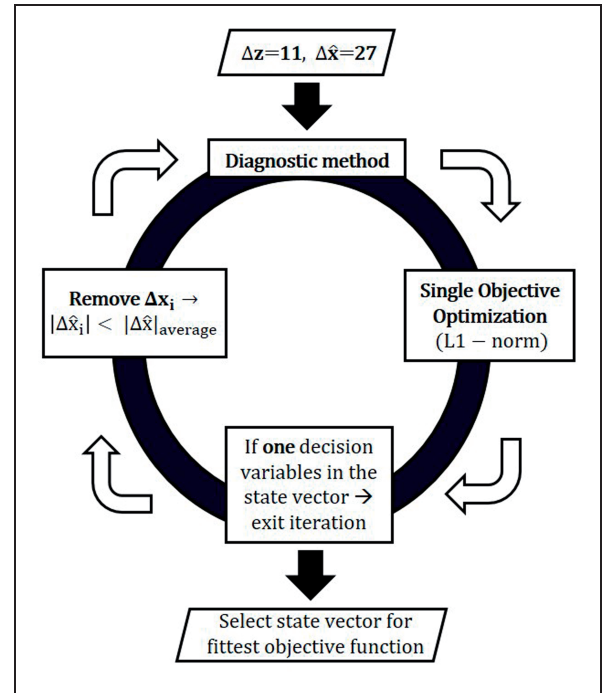 Δz=11, Δx̂=27
Diagnostic method
Single Objective
Optimization
(L1 − norm)
If one decision
variables in the
state vector →
exit iteration
Remove Δxᵢ →
|Δx̂ᵢ| < |Δx̂|average
Select state vector for
fittest objective function